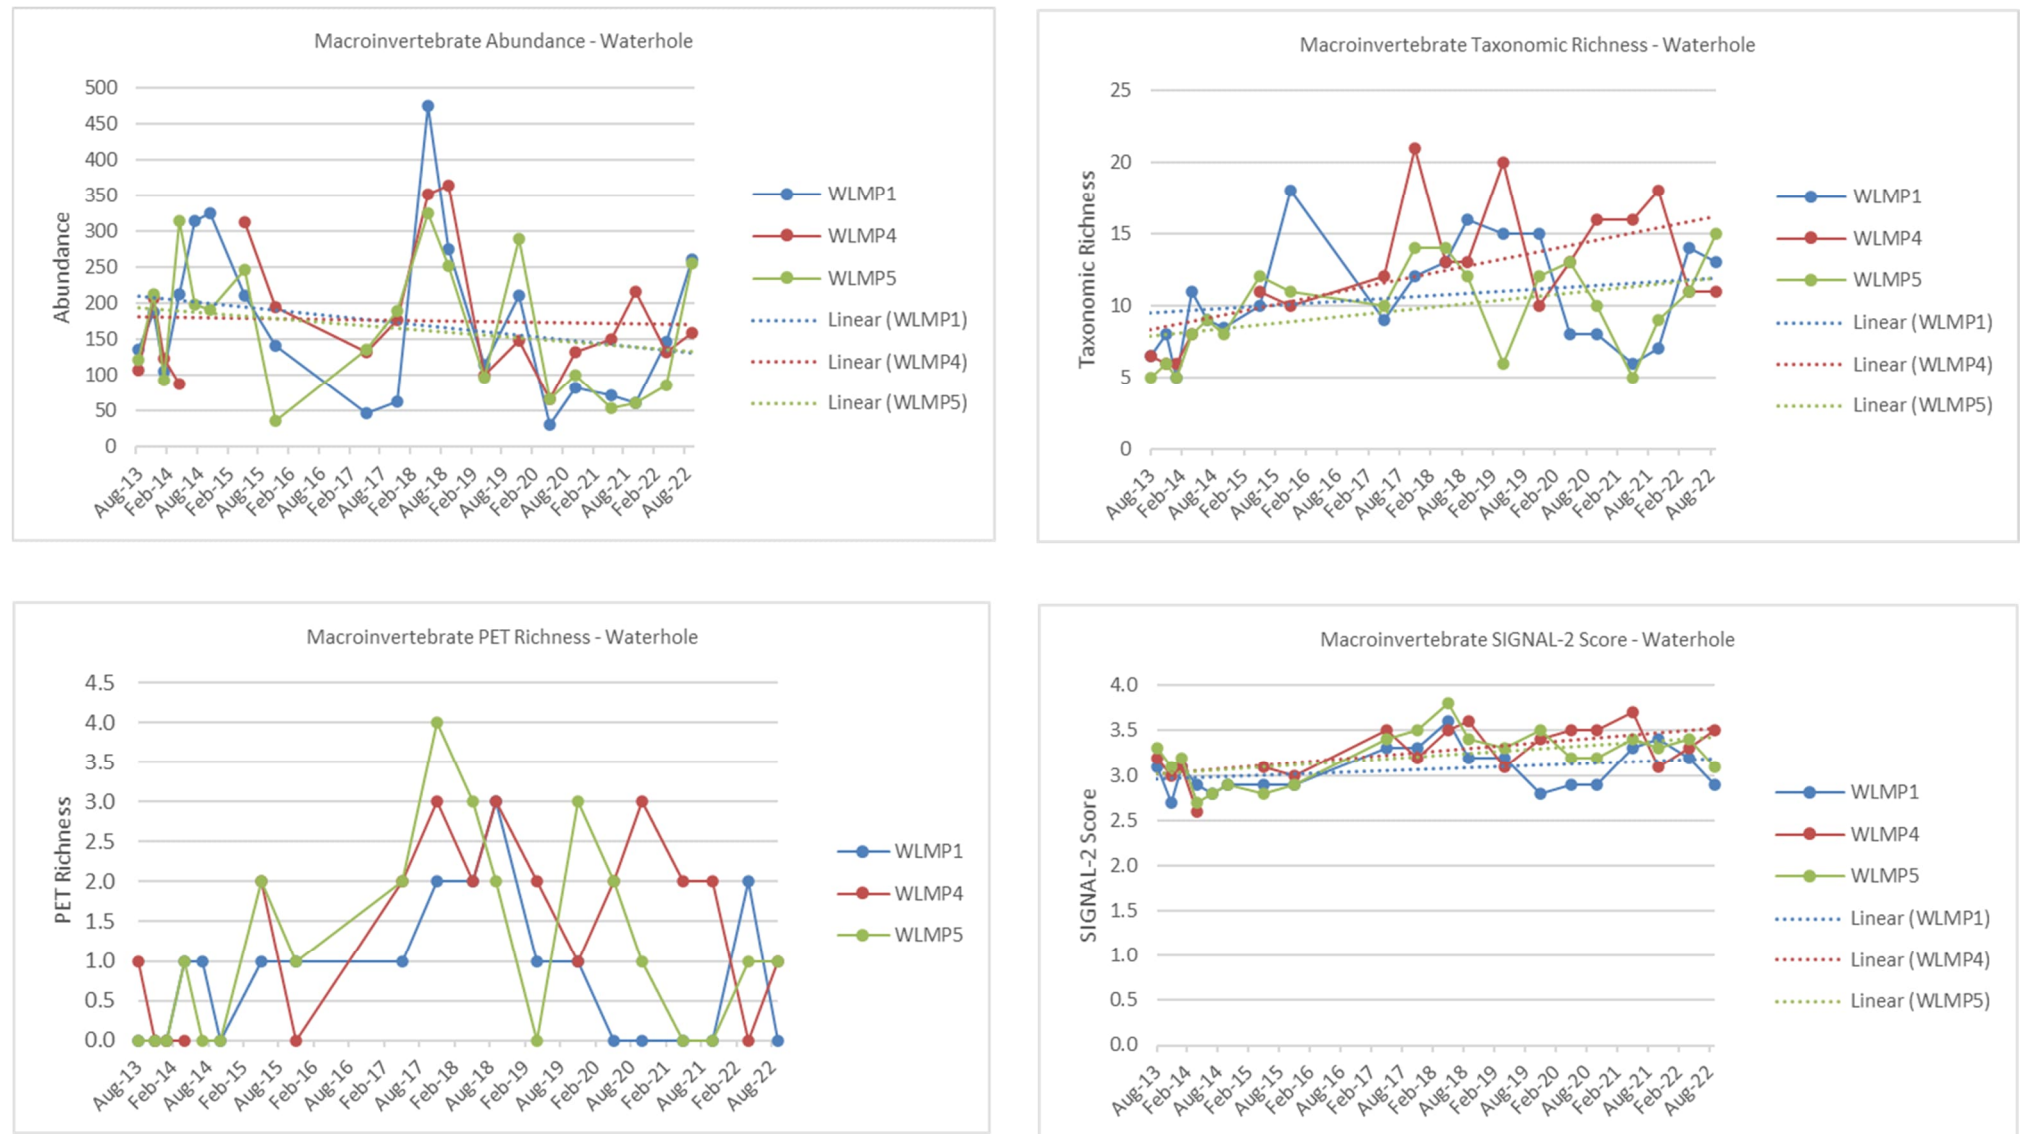 Macroinvertebrate Abundance - Waterhole
Abundance
500
450
400
350
300
250
200
150
100
50
0
Aug-13
Feb-14
Aug-14
Feb-15
Aug-15
Feb-16
Aug-16
Feb-17
Aug-17
Feb-18
Aug-18
Feb-19
Aug-19
Feb-20
Aug-20
Feb-21
Aug-21
Feb-22
Aug-22
WLMP1
WLMP4
WLMP5
Linear (WLMP1)
Linear (WLMP4)
Linear (WLMP5)
Macroinvertebrate Taxonomic Richness - Waterhole
Taxonomic Richness
25
20
15
10
5
0
Aug-13
Feb-14
Aug-14
Feb-15
Aug-15
Feb-16
Aug-16
Feb-17
Aug-17
Feb-18
Aug-18
Feb-19
Aug-19
Feb-20
Aug-20
Feb-21
Aug-21
Feb-22
Aug-22
WLMP1
WLMP4
WLMP5
Linear (WLMP1)
Linear (WLMP4)
Linear (WLMP5)
Macroinvertebrate PET Richness - Waterhole
PET Richness
4.5
4.0
3.5
3.0
2.5
2.0
1.5
1.0
0.5
0.0
Aug-13
Feb-14
Aug-14
Feb-15
Aug-15
Feb-16
Aug-16
Feb-17
Aug-17
Feb-18
Aug-18
Feb-19
Aug-19
Feb-20
Aug-20
Feb-21
Aug-21
Feb-22
Aug-22
WLMP1
WLMP4
WLMP5
Macroinvertebrate SIGNAL-2 Score - Waterhole
SIGNAL-2 Score
4.0
3.5
3.0
2.5
2.0
1.5
1.0
0.5
0.0
Aug-13
Feb-14
Aug-14
Feb-15
Aug-15
Feb-16
Aug-16
Feb-17
Aug-17
Feb-18
Aug-18
Feb-19
Aug-19
Feb-20
Aug-20
Feb-21
Aug-21
Feb-22
Aug-22
WLMP1
WLMP4
WLMP5
Linear (WLMP1)
Linear (WLMP4)
Linear (WLMP5)